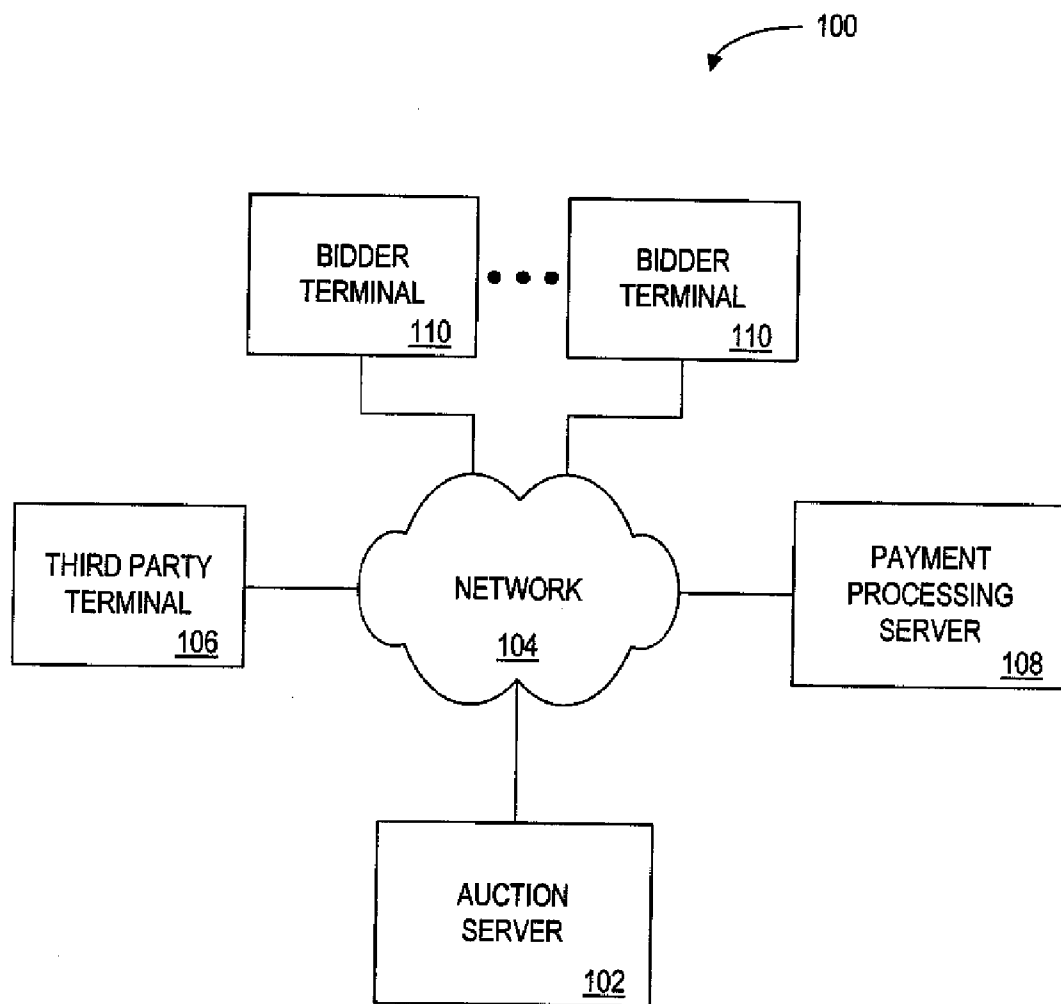 100
BIDDER
TERMINAL
110
BIDDER
TERMINAL
110
THIRD PARTY
TERMINAL
106
NETWORK
104
PAYMENT
PROCESSING
SERVER
108
AUCTION
SERVER
102